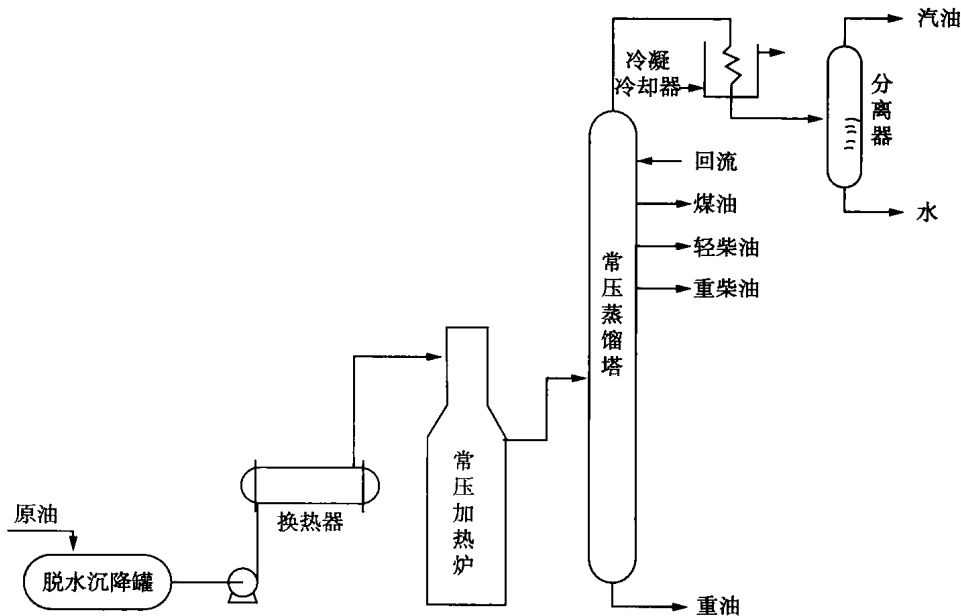 汽油
冷凝
冷却器
分离器
回流
煤油
水
轻柴油
重柴油
常压蒸馏塔
常压加热炉
换热器
原油
脱水沉降罐
重油